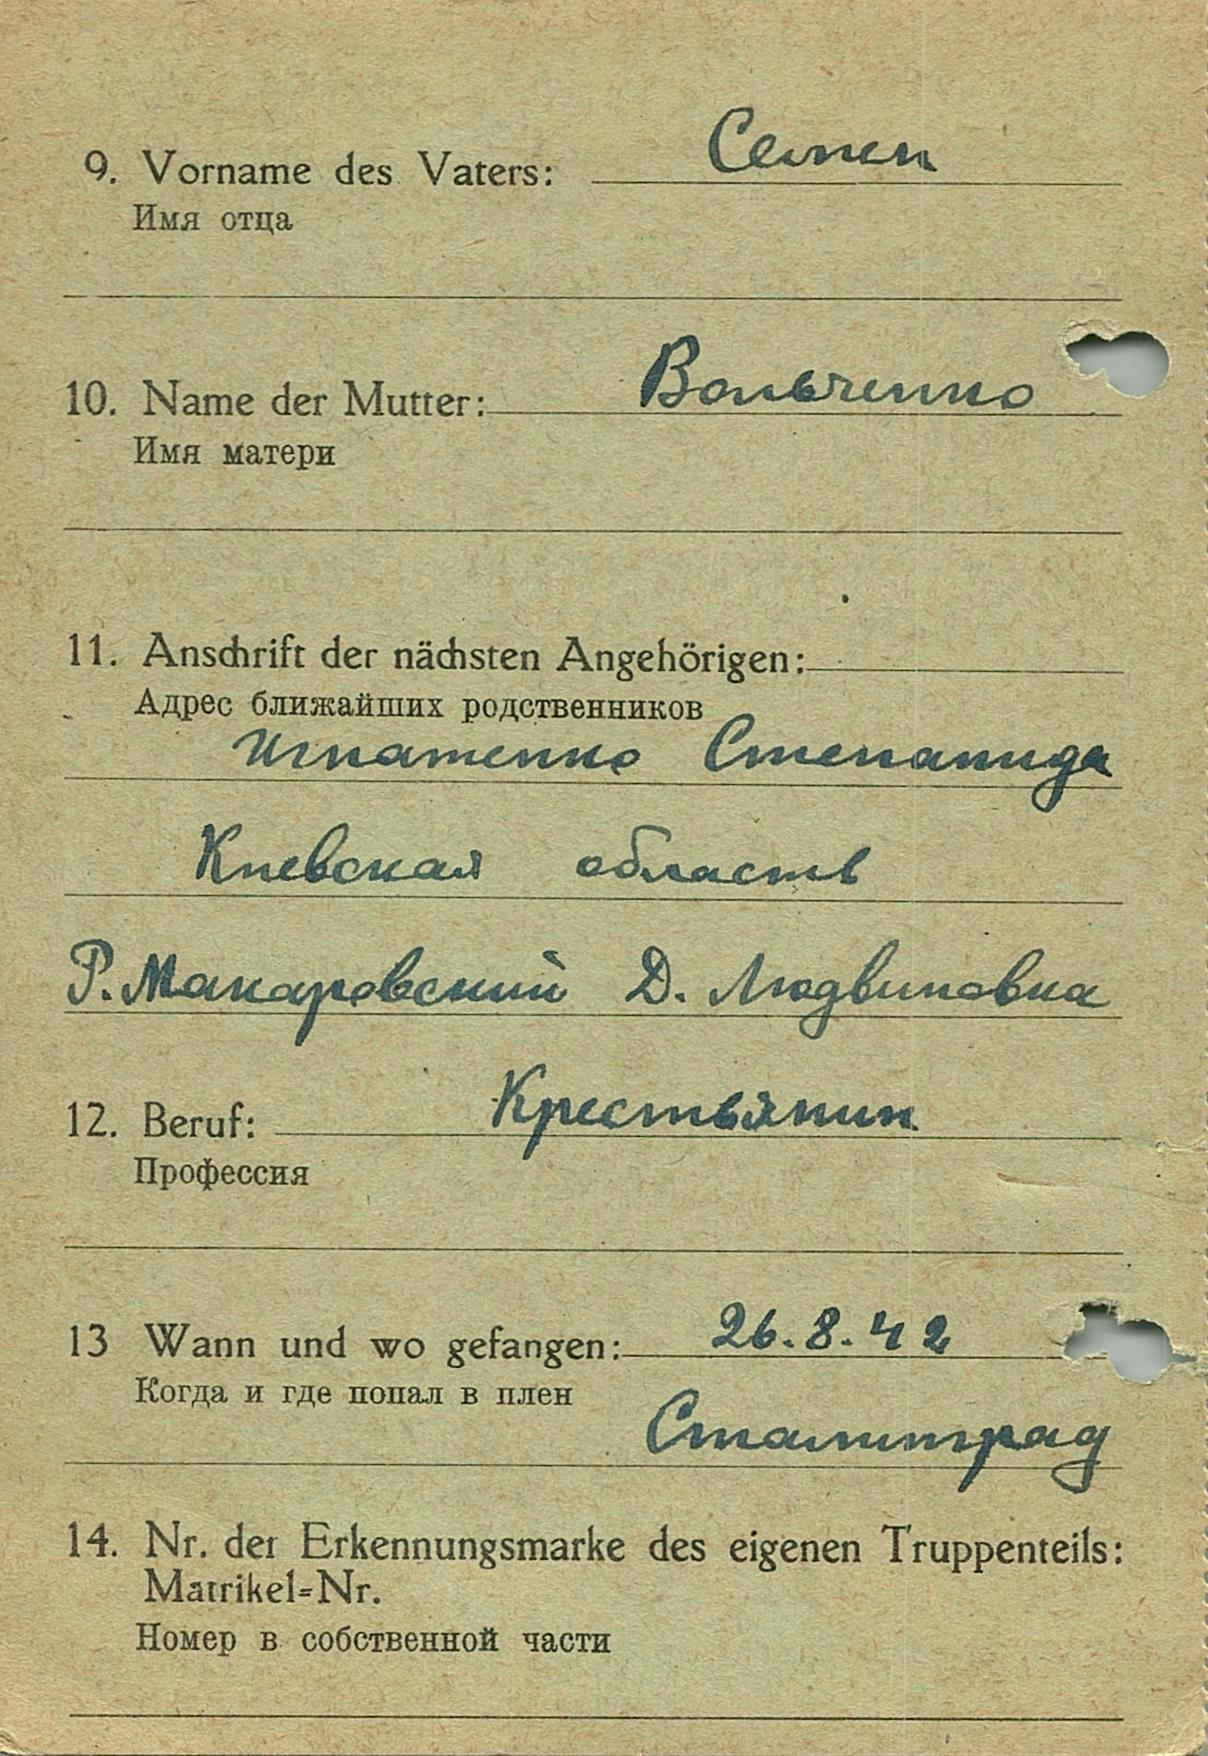 9. Vorname des Vaters: Семен
Имя отца
10. Name der Mutter: Вольченко
Имя матери
11. Anschrift der nächsten Angehörigen:
Адрес ближайших родственников
Игнатенко Степанида
Киевская область
Р. Макаровский Д. Людвиновка
12. Beruf: Крестьянин
Профессия
13 Wann und wo gefangen: 26.8.42
Когда и где попал в плен
Сталинград
14. Nr. der Erkennungsmarke des eigenen Truppenteils:
Matrikel=Nr.
Номер в собственной части